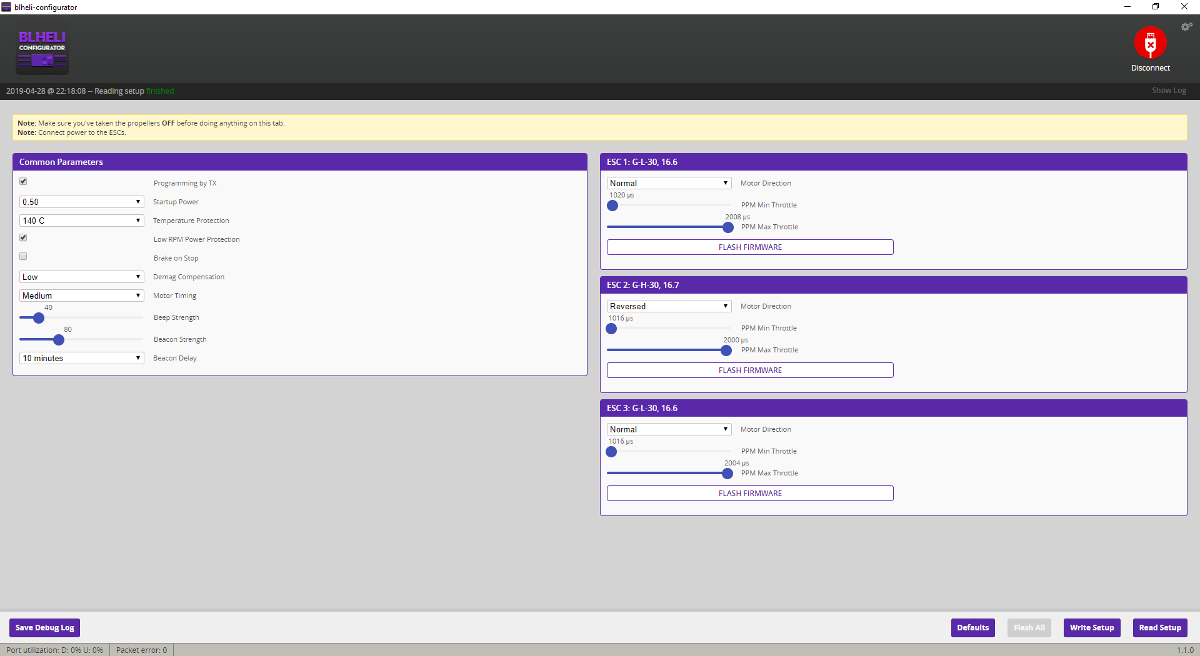 blheli-configurator
BLHELI
CONFIGURATOR
Disconnect
2019-04-28 @ 22:18:08 -- Reading setup finished
Show Log
Note: Make sure you've taken the propellers OFF before doing anything on this tab.
Note: Connect power to the ESCs.
Common Parameters
Programming by TX
0.50 Startup Power
140 C Temperature Protection
Low RPM Power Protection
Brake on Stop
Low Demag Compensation
Medium Motor Timing
40
Beep Strength
80
Beacon Strength
10 minutes Beacon Delay
ESC 1: G-L-30, 16.6
Normal Motor Direction
1020 µs
PPM Min Throttle
2008 µs
PPM Max Throttle
FLASH FIRMWARE
ESC 2: G-H-30, 16.7
Reversed Motor Direction
1016 µs
PPM Min Throttle
2000 µs
PPM Max Throttle
FLASH FIRMWARE
ESC 3: G-L-30, 16.6
Normal Motor Direction
1016 µs
PPM Min Throttle
2004 µs
PPM Max Throttle
FLASH FIRMWARE
Save Debug Log
Defaults
Flash All
Write Setup
Read Setup
Port utilization: D: 0% U: 0%
Packet error: 0
1.1.0